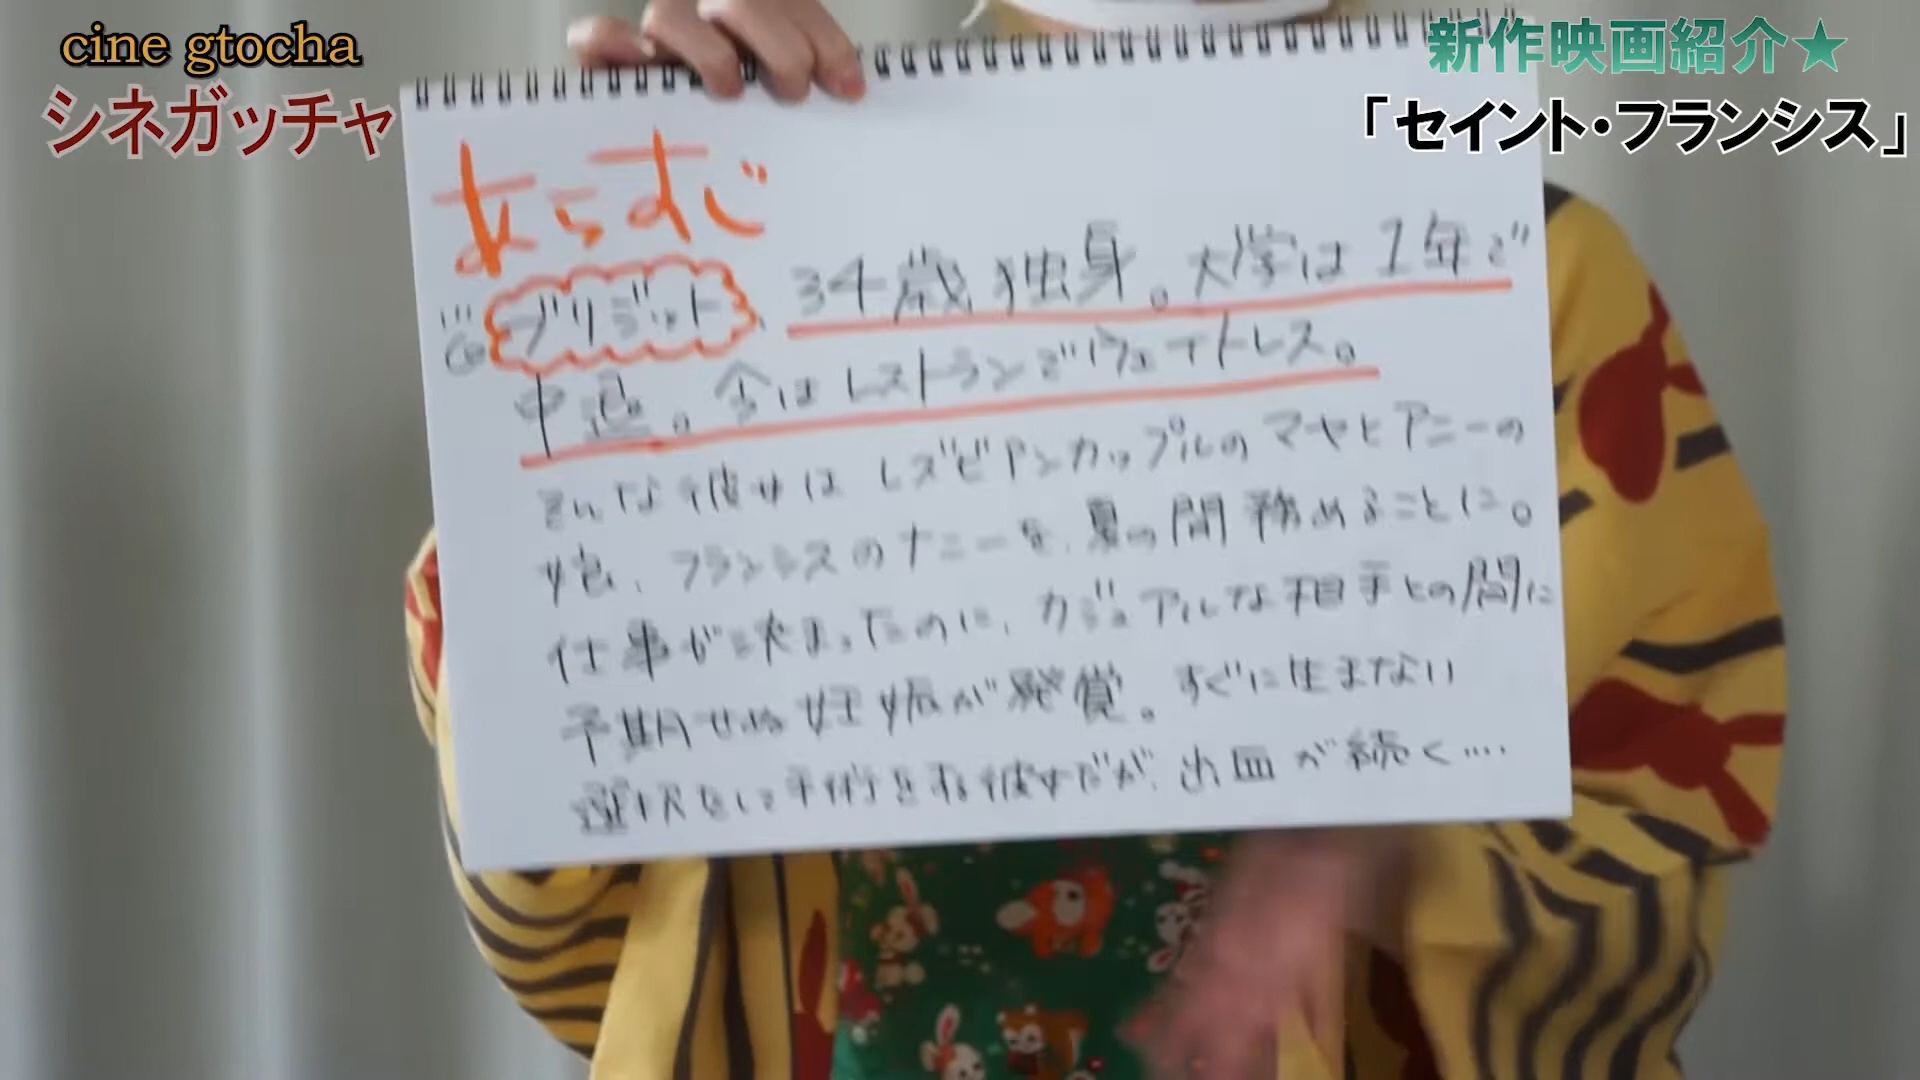 cine gtocha
シネガッチャ
新作映画紹介★
「セイント・フランシス」
あらすじ
ブリジット、34歳独身。大学は1年で
中退。今はレストランでウェイトレス。
そんな彼女はレズビアンカップルのマヤとアニーの
娘、フランシスのナニーを、夏の間務めることに。
仕事が決まったのに、カジュアルな相手との間に
予期せぬ妊娠が発覚。すぐに生まない
選択をして手術をする彼女だが、出血が続く....